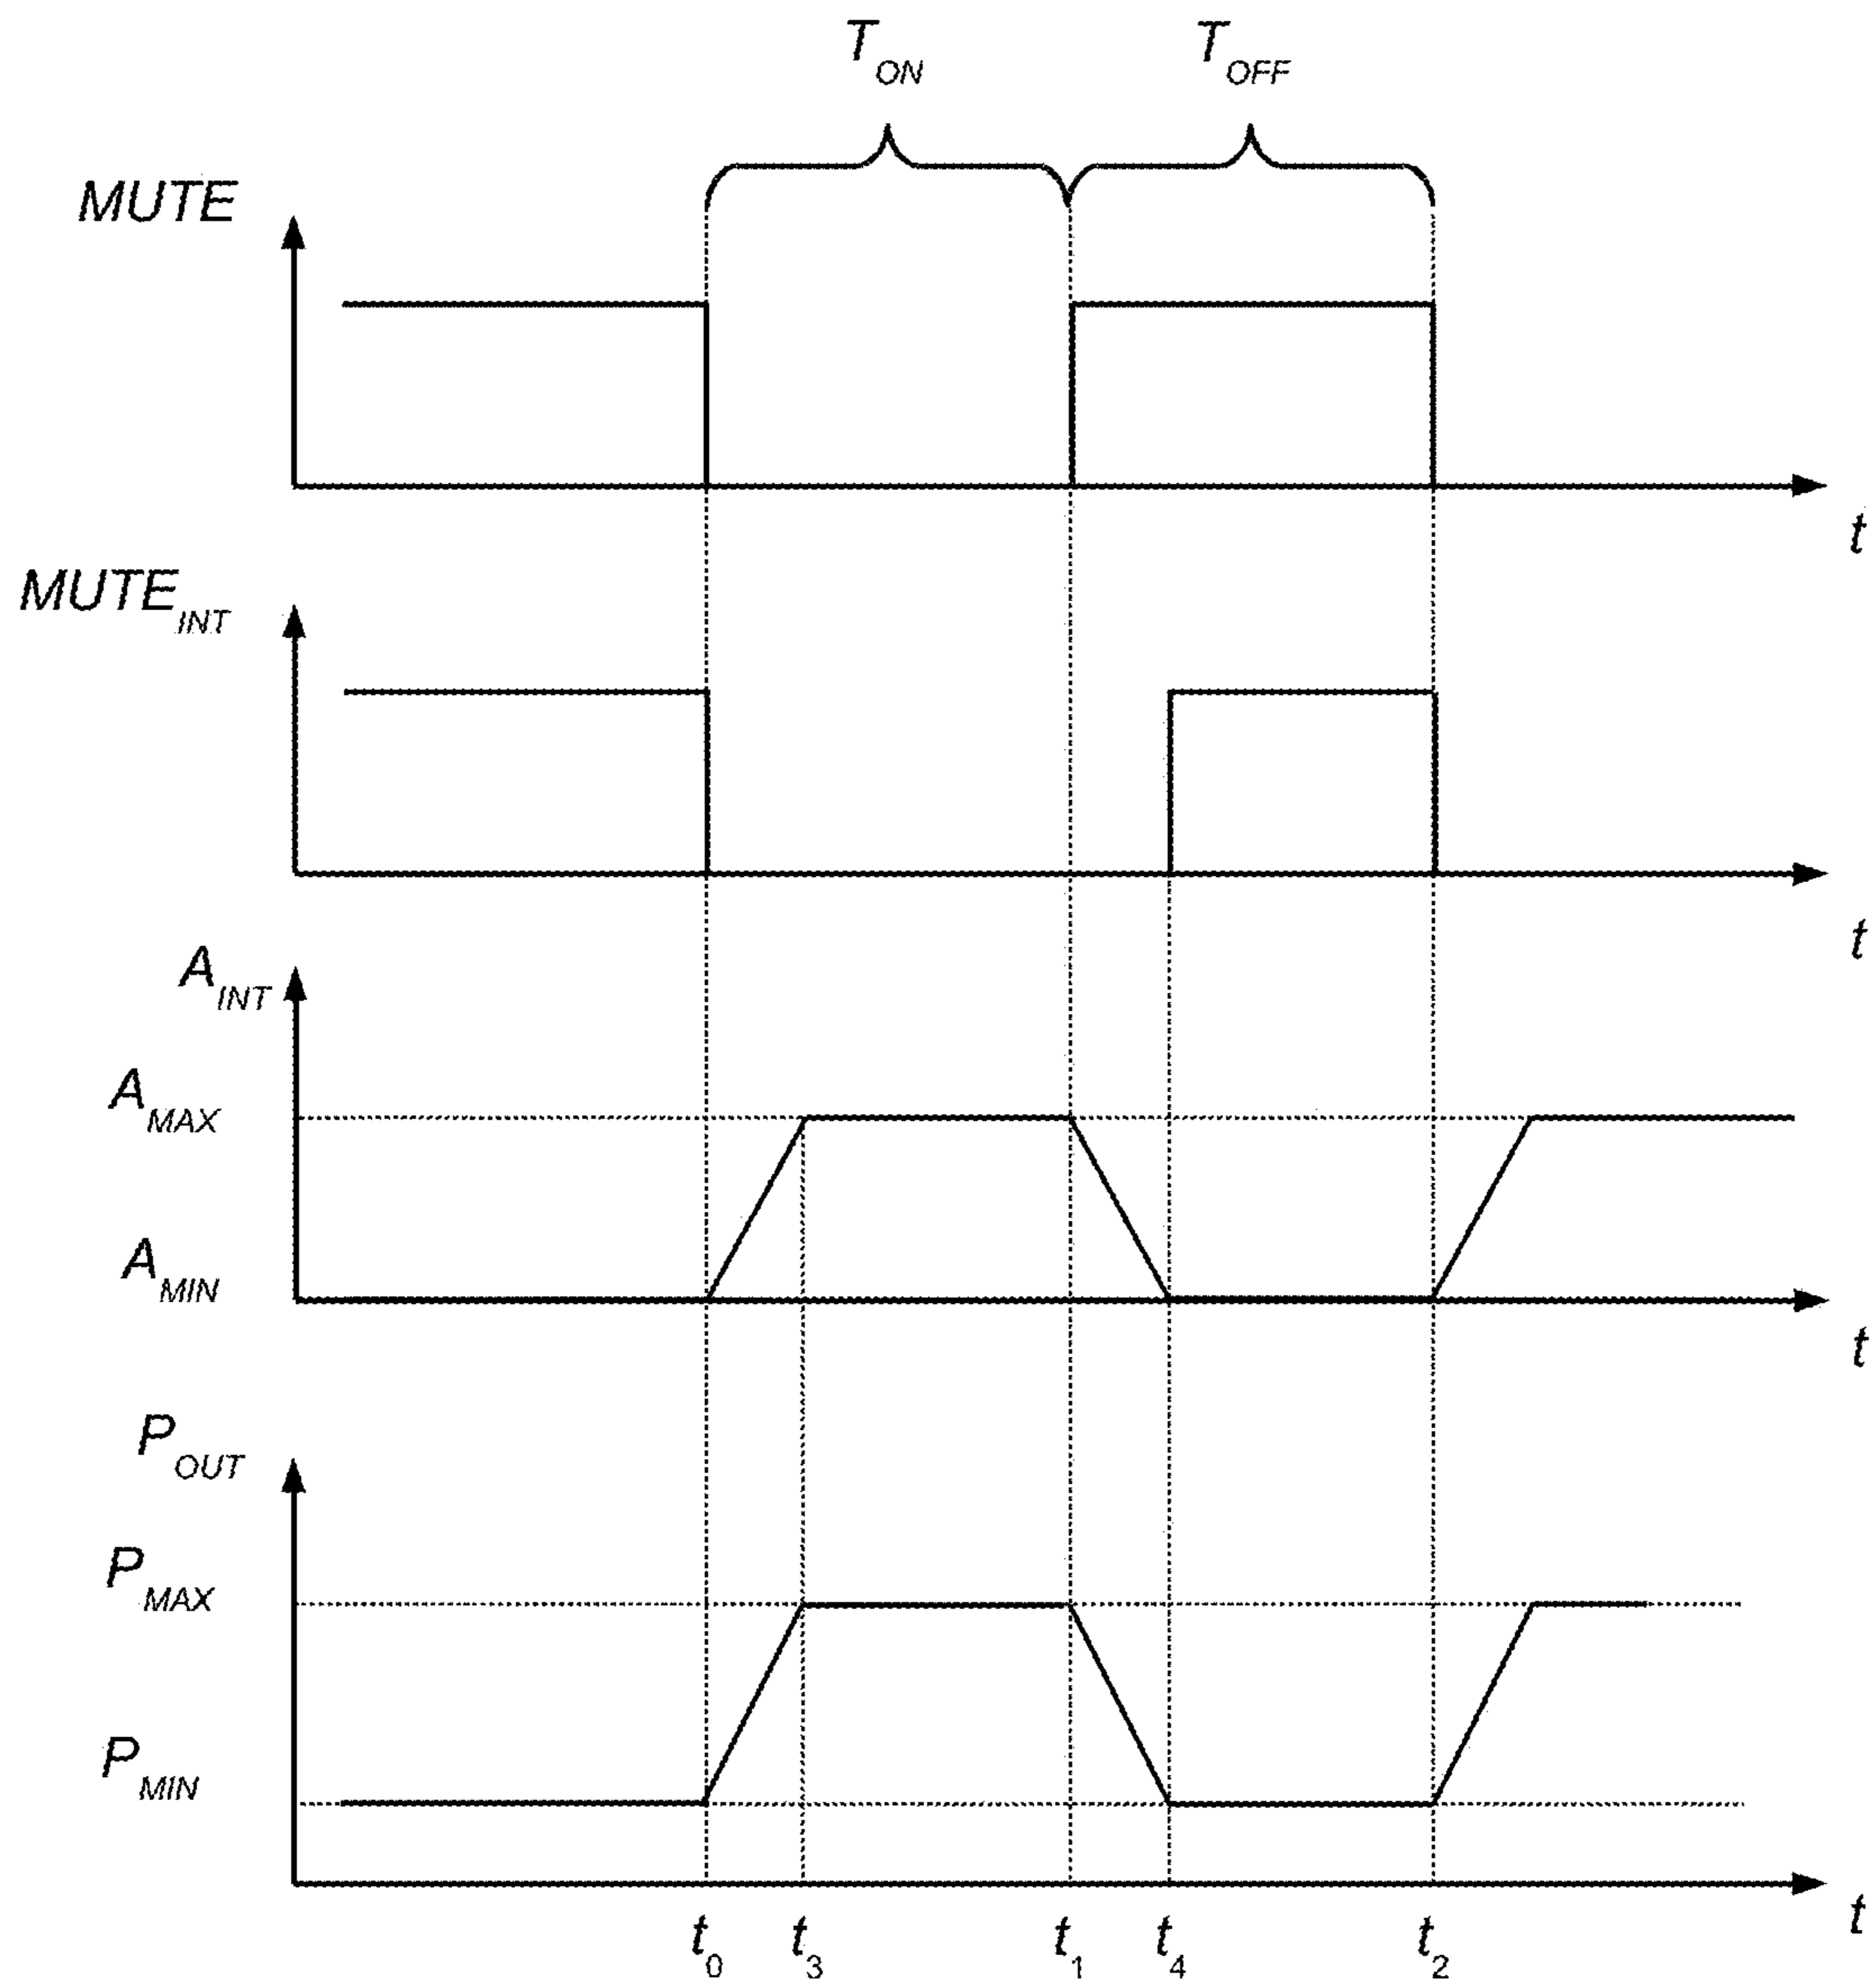 T_ON T_OFF
MUTE
t
MUTE_INT
t
A_INT
A_MAX
A_MIN
t
P_OUT
P_MAX
P_MIN
t
t_0 t_3 t_1 t_4 t_2